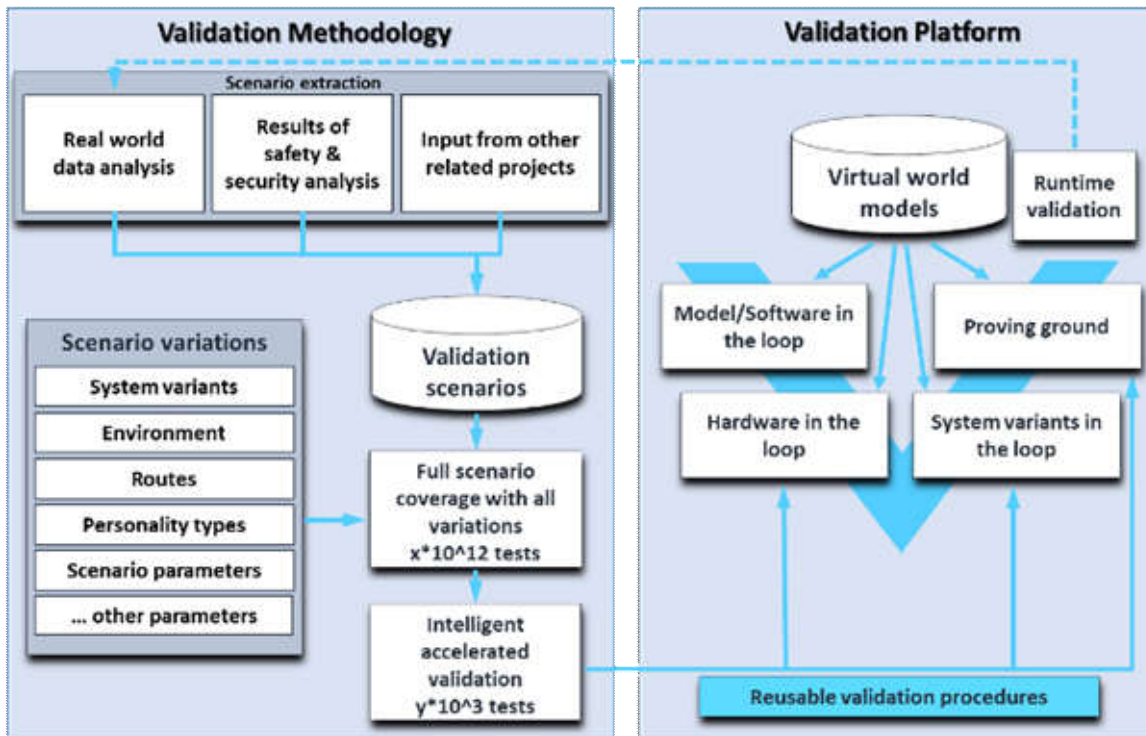 Validation Methodology
Scenario extraction
Real world
data analysis
Results of
safety &
security analysis
Input from other
related projects
Validation
scenarios
Scenario variations
System variants
Environment
Routes
Personality types
Scenario parameters
... other parameters
Full scenario
coverage with all
variations
x*10^12 tests
Intelligent
accelerated
validation
y*10^3 tests
Validation Platform
Virtual world
models
Runtime
validation
Model/Software in
the loop
Proving ground
Hardware in the
loop
System variants in
the loop
Reusable validation procedures